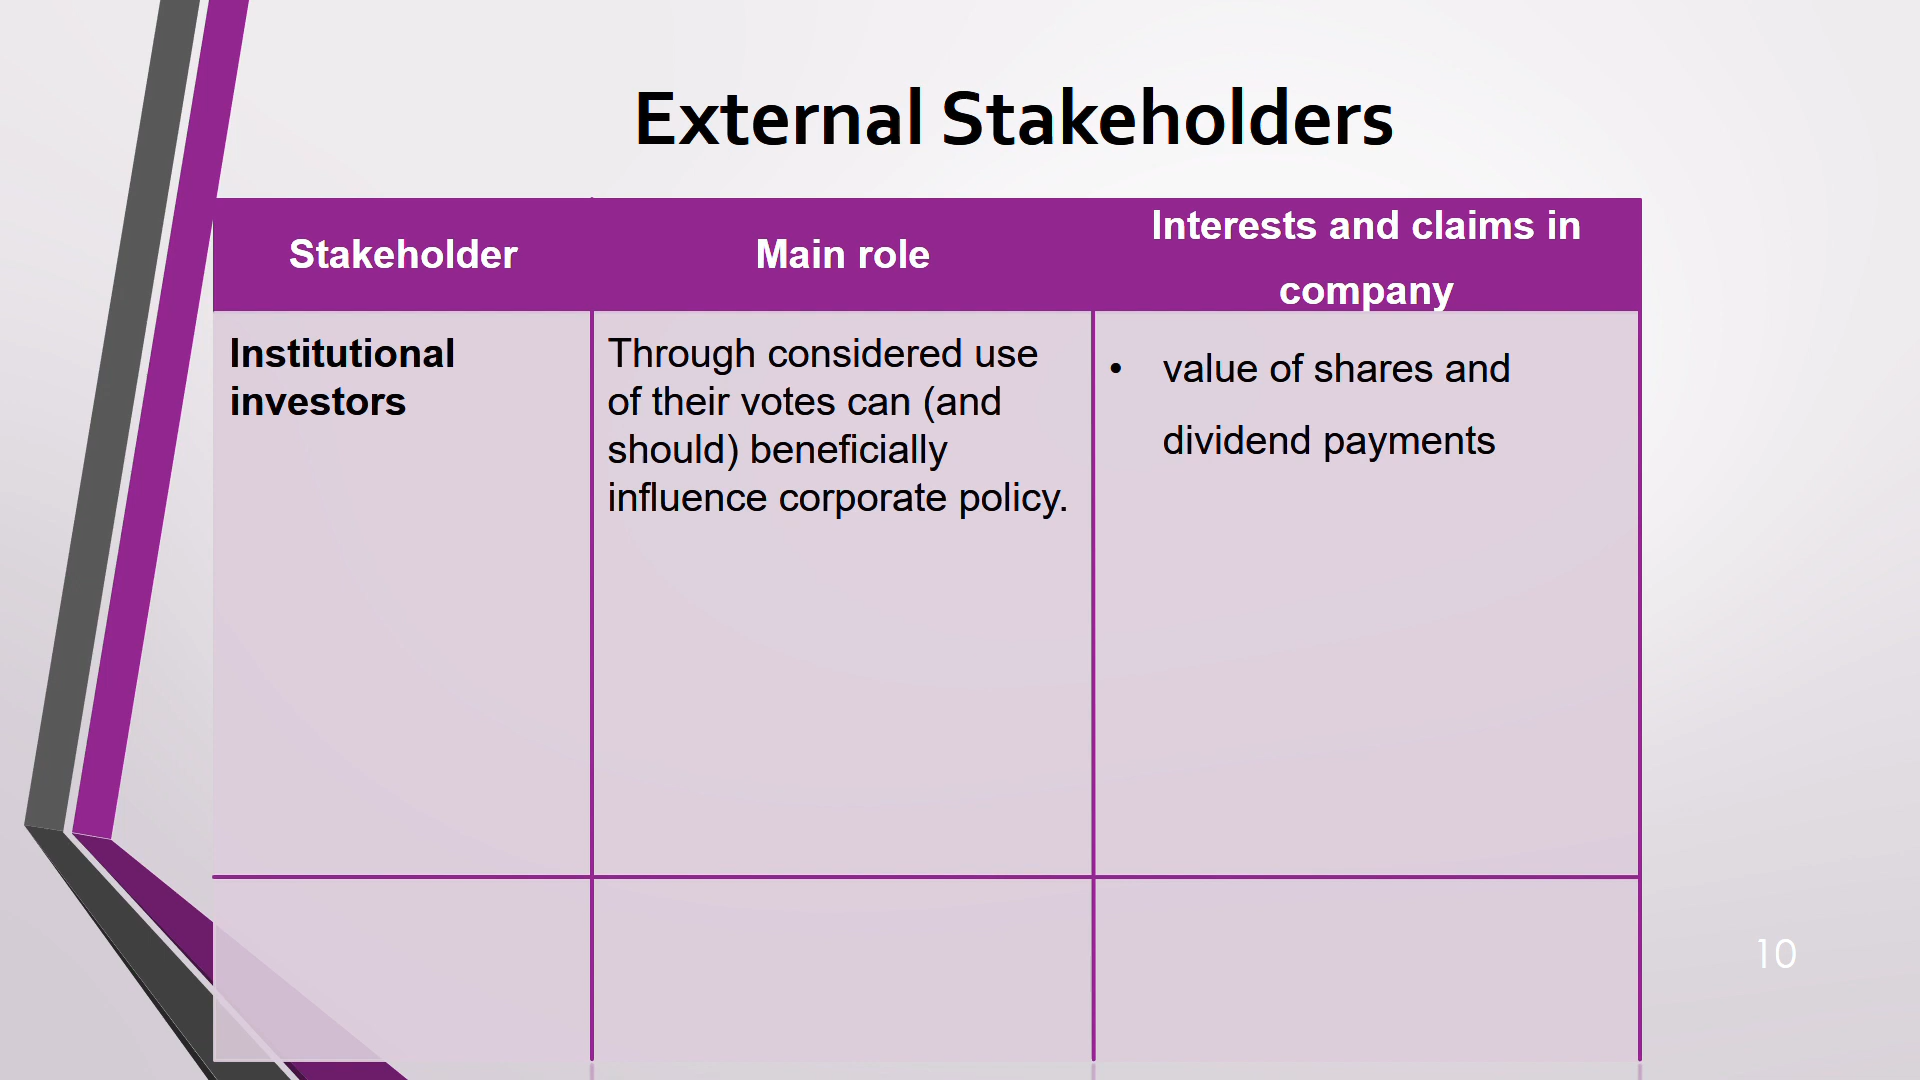 External Stakeholders
Stakeholder
Main role
Interests and claims in
company
Institutional
investors
Through considered use
of their votes can (and
should) beneficially
influence corporate policy.
• value of shares and
dividend payments
10